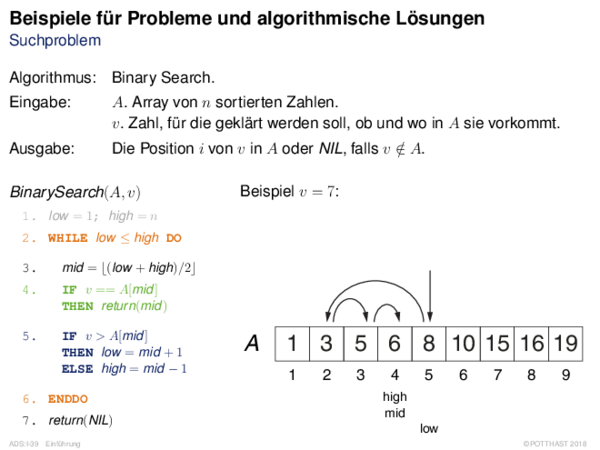 Beispiele für Probleme und algorithmische Lösungen
Suchproblem
Algorithmus: Binary Search.
Eingabe: A. Array von n sortierten Zahlen.
v. Zahl, für die geklärt werden soll, ob und wo in A sie vorkommt.
Ausgabe: Die Position i von v in A oder NIL, falls v ∉ A.
BinarySearch(A, v)
1. low = 1; high = n
2. WHILE low ≤ high DO
3. mid = ⌊(low + high)/2⌋
4. IF v == A[mid]
THEN return(mid)
5. IF v > A[mid]
THEN low = mid + 1
ELSE high = mid − 1
6. ENDDO
7. return(NIL)
Beispiel v = 7:
A 1 3 5 6 8 10 15 16 19
1 2 3 4 5 6 7 8 9
high
mid
low
ADS:I-39 Einführung © POTTHAST 2018